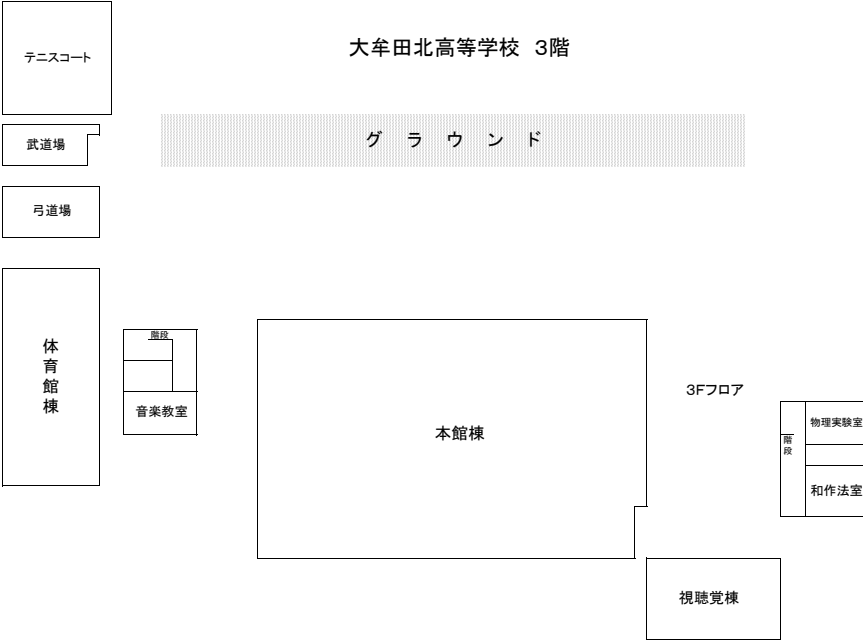 大牟田北高等学校 3階
テニスコート
グラウンド
武道場
弓道場
体育館棟
階段
音楽教室
本館棟
3Fフロア
物理実験室
階段
和作法室
視聴覚棟